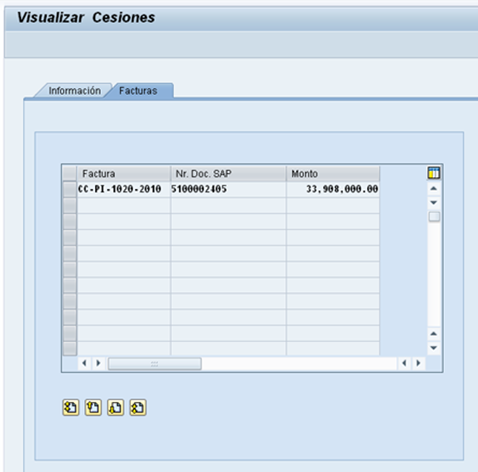 Visualizar Cesiones
Información Facturas
Factura Nr. Doc. SAP Monto
CC-PI-1020-2010 5100002405 33,908,000.00